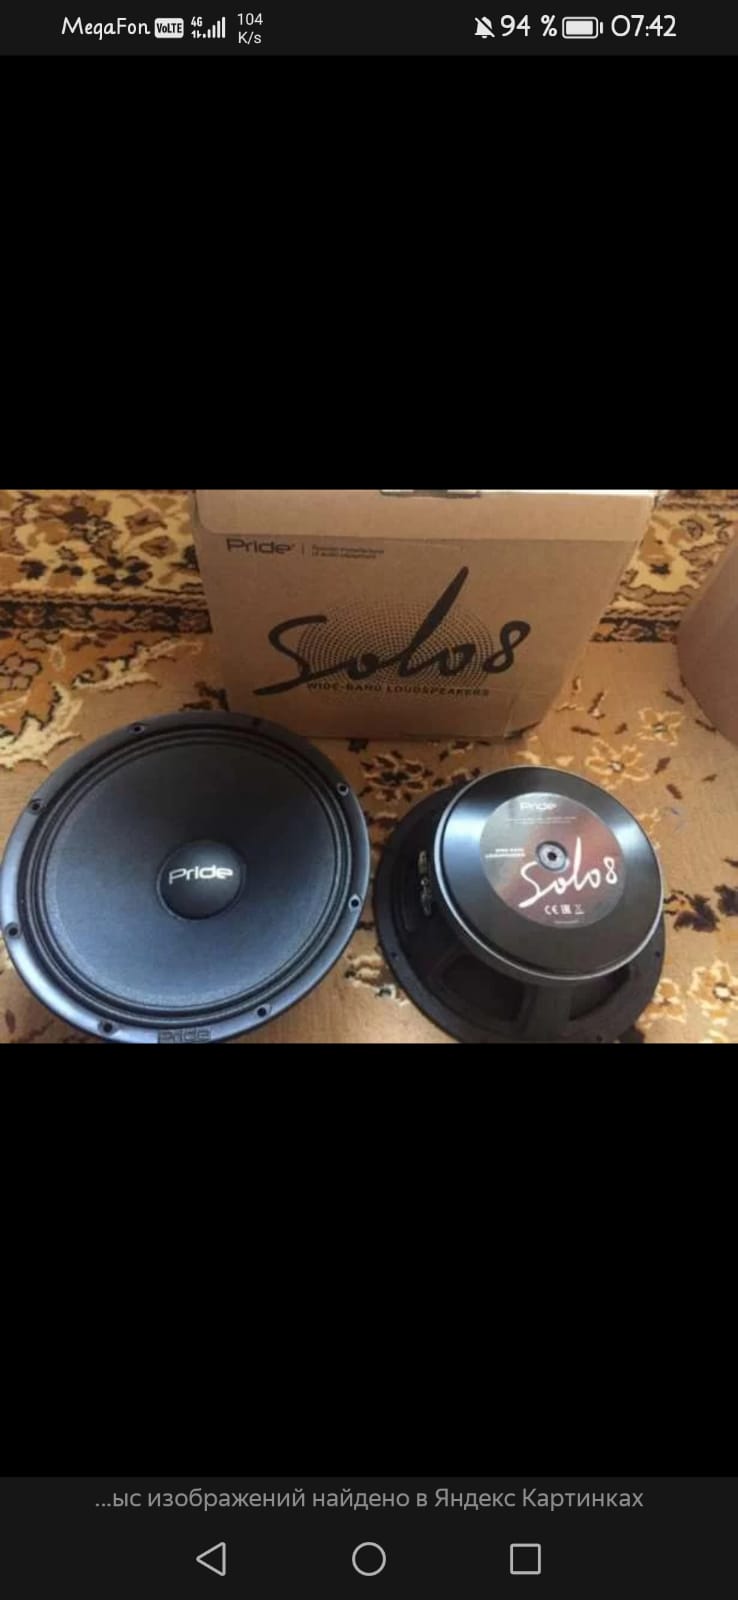 MegaFon VoLTE 4G 104 K/s 94 % 07:42
Pride
Solo8
WIDE-BAND LOUDSPEAKERS
Pride
Pride
Pride
Solo8
CE EAC
...ыс изображений найдено в Яндекс Картинках